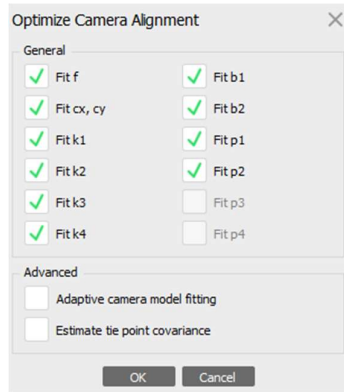 Optimize Camera Alignment
General
Fit f
Fit b1
Fit cx, cy
Fit b2
Fit k1
Fit p1
Fit k2
Fit p2
Fit k3
Fit p3
Fit k4
Fit p4
Advanced
Adaptive camera model fitting
Estimate tie point covariance
OK
Cancel